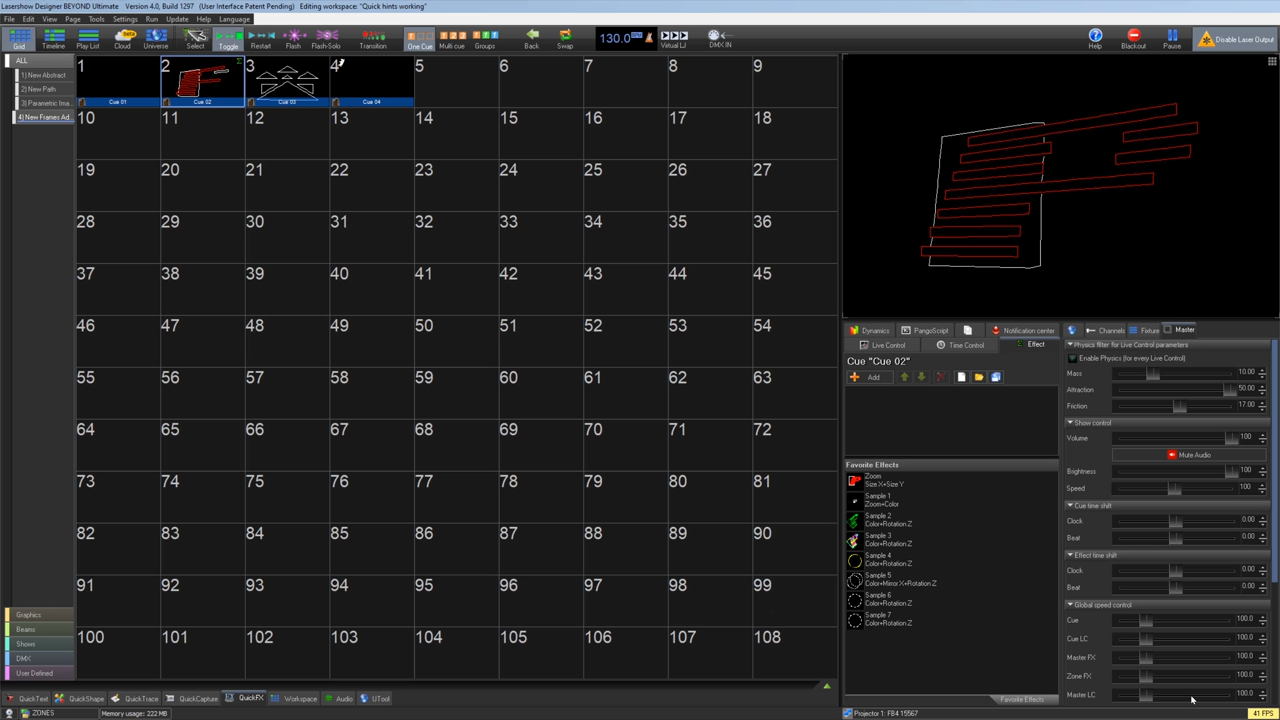 Lasershow Designer BEYOND Ultimate Version 4.0, Build 1297 (User Interface Patent Pending) Editing workspace: "Quick hints working"
File Edit View Page Tools Settings Run Update Help Language
Grid Timeline Play List Cloud Universe Select Toggle Restart Flash Flash-Solo Transition One Cue Multi cue Groups Back Swap 130.0 Virtual LJ DMX IN Help Blackout Pause Disable Laser Output
ALL
1) New Abstract
2) New Path
3) Parametric Ima...
4) New Frames Ad...
1 2 3 4 5 6 7 8 9
Cue 01 Cue 02 Cue 03 Cue 04
10 11 12 13 14 15 16 17 18
19 20 21 22 23 24 25 26 27
28 29 30 31 32 33 34 35 36
37 38 39 40 41 42 43 44 45
46 47 48 49 50 51 52 53 54
55 56 57 58 59 60 61 62 63
64 65 66 67 68 69 70 71 72
73 74 75 76 77 78 79 80 81
82 83 84 85 86 87 88 89 90
91 92 93 94 95 96 97 98 99
100 101 102 103 104 105 106 107 108
Graphics
Beams
Shows
DMX
User Defined
QuickText QuickShape QuickTrace QuickCapture QuickFX Workspace Audio UTool
Dynamics PangoScript Notification center
Live Control Time Control Effect
Cue "Cue 02"
Add
Favorite Effects
Zoom
Size X+Size Y
Sample 1
Zoom+Color
Sample 2
Color+Rotation Z
Sample 3
Color+Rotation Z
Sample 4
Color+Rotation Z
Sample 5
Color+Mirror X+Rotation Z
Sample 6
Color+Rotation Z
Sample 7
Color+Rotation Z
Favorite Effects
Channels Fixture Master
Physics filter for Live Control parameters
Enable Physics (for every Live Control)
Mass 10.00
Attraction 50.00
Friction 17.00
Show control
Volume 100
Mute Audio
Brightness 100
Speed 100
Cue time shift
Clock 0.00
Beat 0.00
Effect time shift
Clock 0.00
Beat 0.00
Global speed control
Cue 100.0
Cue LC 100.0
Master FX 100.0
Zone FX 100.0
Master LC 100.0
ZONES Memory usage: 222 MB Projector 1: FB4 15567 41 FPS